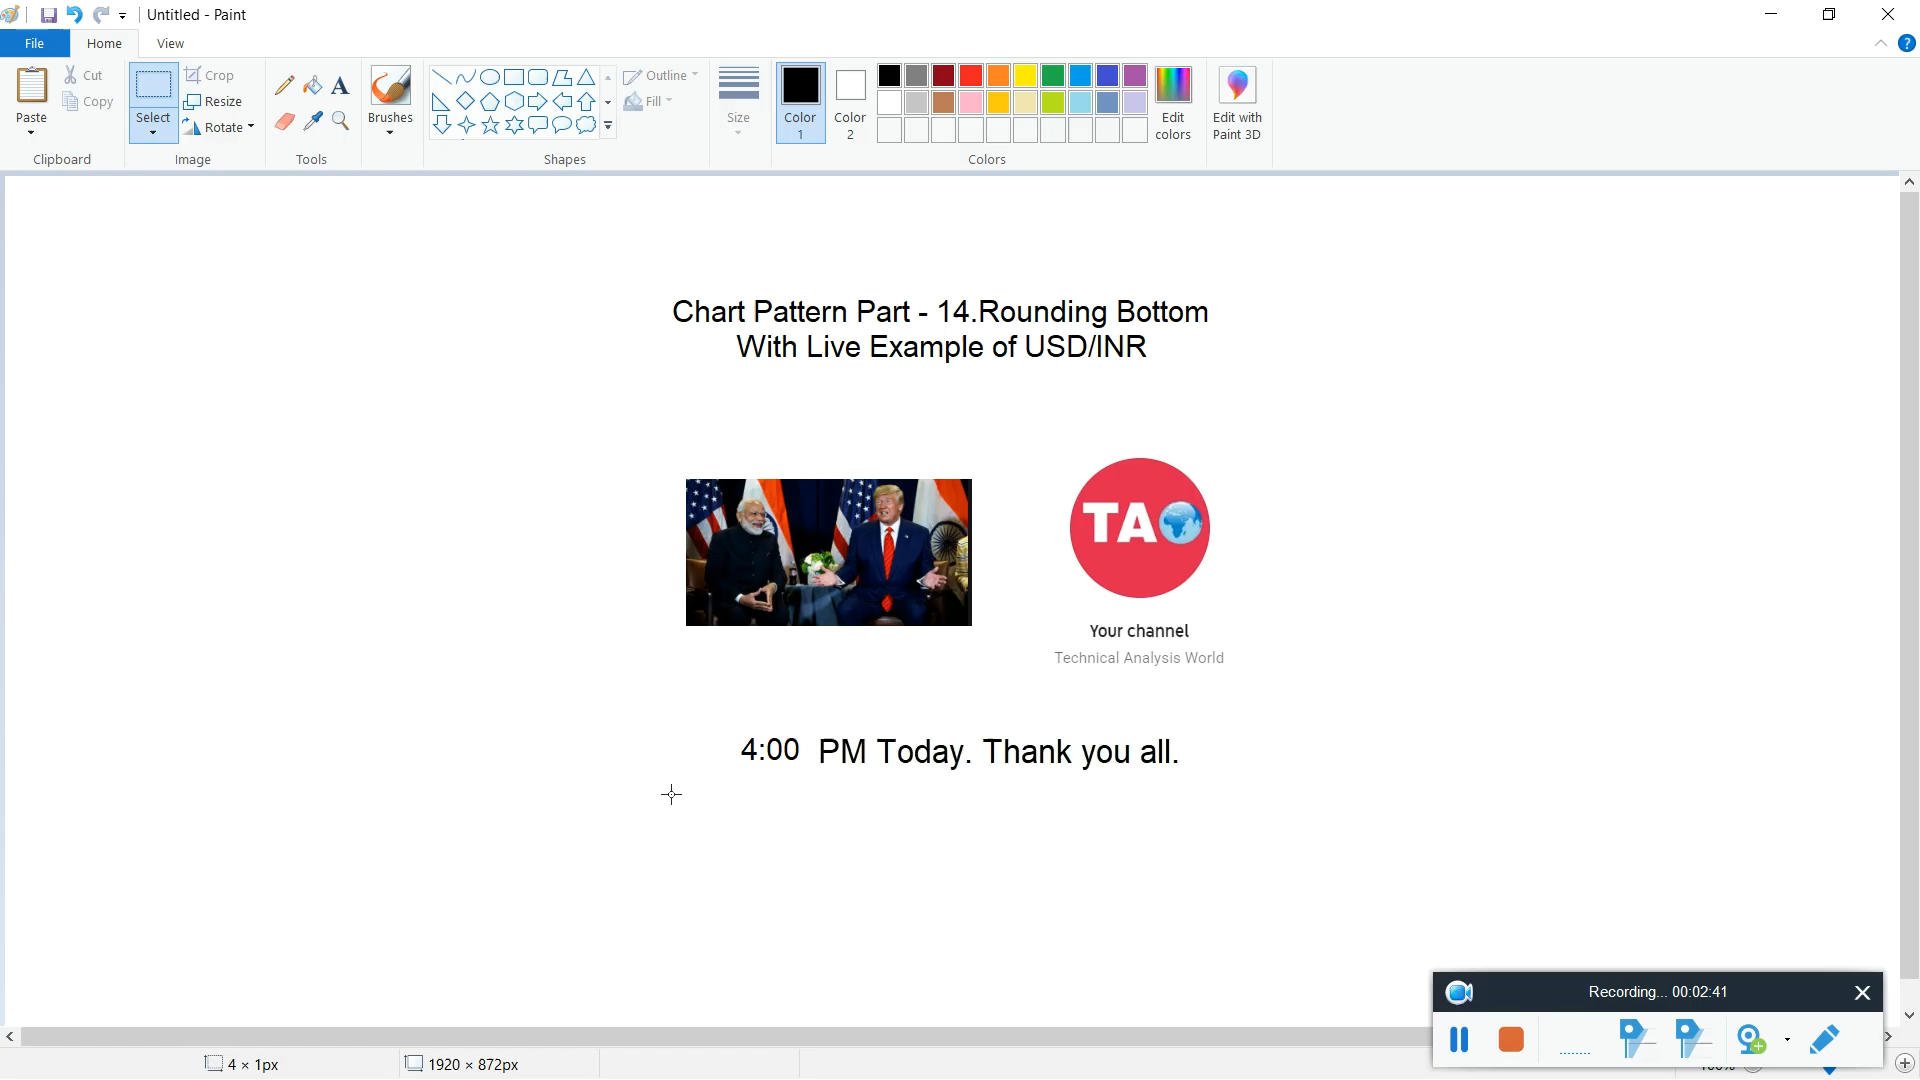 Untitled - Paint
File Home View
Paste
Cut
Copy
Clipboard
Select
Crop
Resize
Rotate
Image
A
Tools
Brushes
Shapes
Outline
Fill
Size
Color 1
Color 2
Edit colors
Colors
Edit with Paint 3D
Chart Pattern Part - 14.Rounding Bottom
With Live Example of USD/INR
TA
Your channel
Technical Analysis World
4:00 PM Today. Thank you all.
Recording... 00:02:41
4 × 1px
1920 × 872px